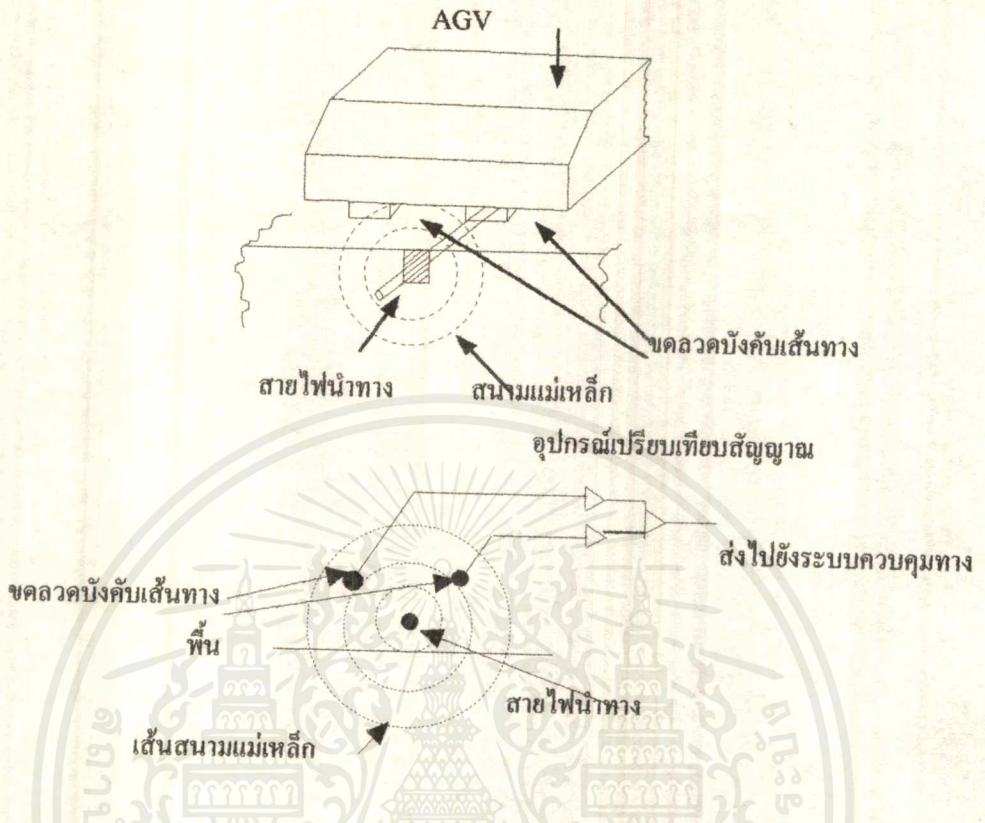 AGV
ขดลวดบังคับเส้นทาง
สายไฟนำทาง
สนามแม่เหล็ก
อุปกรณ์เปรียบเทียบสัญญาณ
ส่งไปยังระบบควบคุมทาง
ขดลวดบังคับเส้นทาง
พื้น
สายไฟนำทาง
เส้นสนามแม่เหล็ก